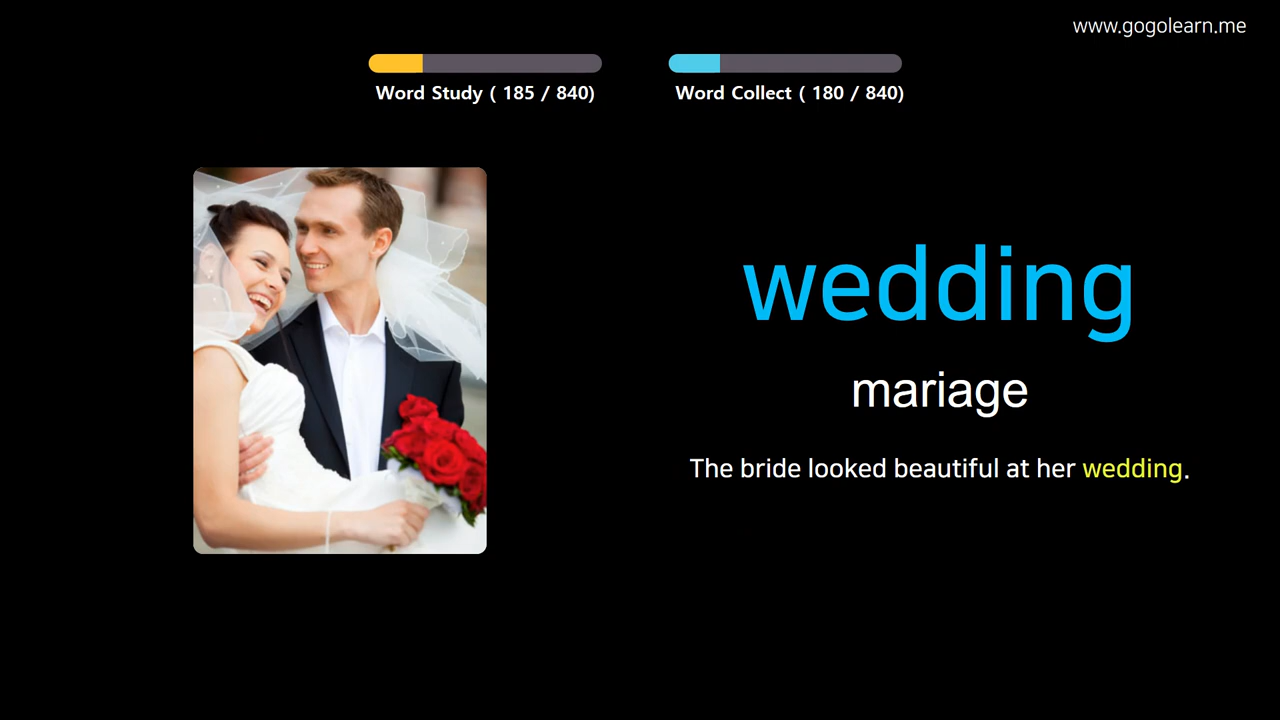 www.gogolearn.me
Word Study ( 185 / 840)
Word Collect ( 180 / 840)
wedding
mariage
The bride looked beautiful at her wedding.